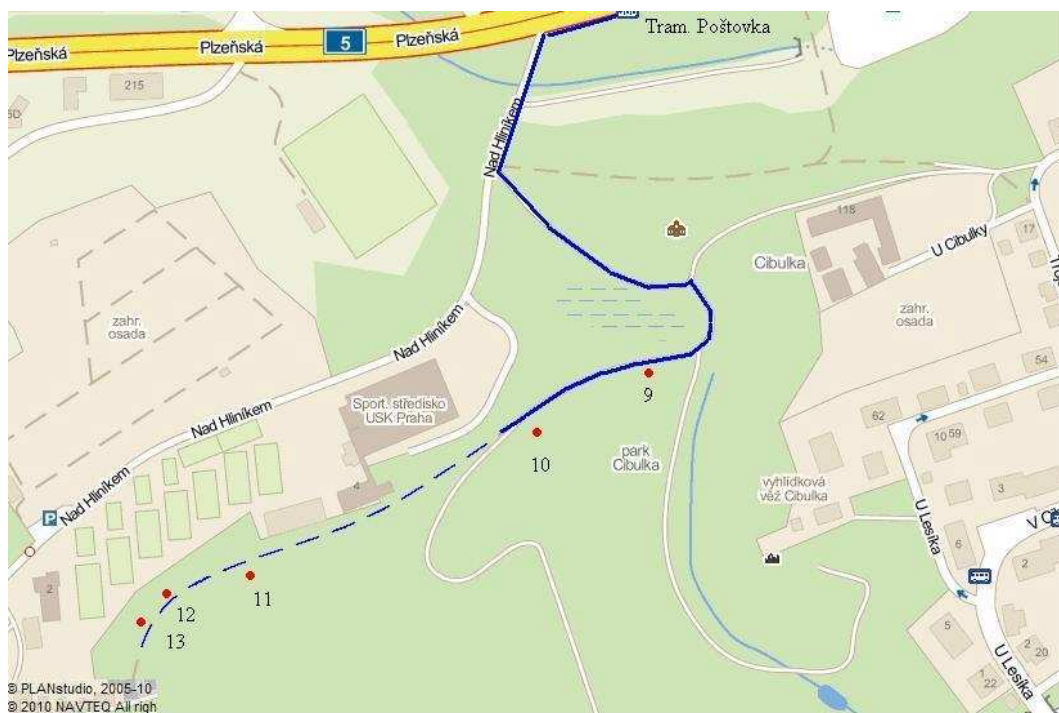 Tram. Poštovka
Plzeňská
5
Plzeňská
Plzeňská
215
5D
Nad Hliníkem
118
U Cibulky
17
Cibulka
zahr.
osada
zahr.
osada
Nad Hliníkem
54
9
Sport. středisko
USK Praha
Nad Hliníkem
62
10
59
10
park
Cibulka
vyhlídková
věž Cibulka
4
3
Nad Hliníkem
P
U Lesíka
6
2
11
2
12
13
5
2
20
1
22
U Lesíka
© PLANstudio, 2005-10
© 2010 NAVTEQ All righ